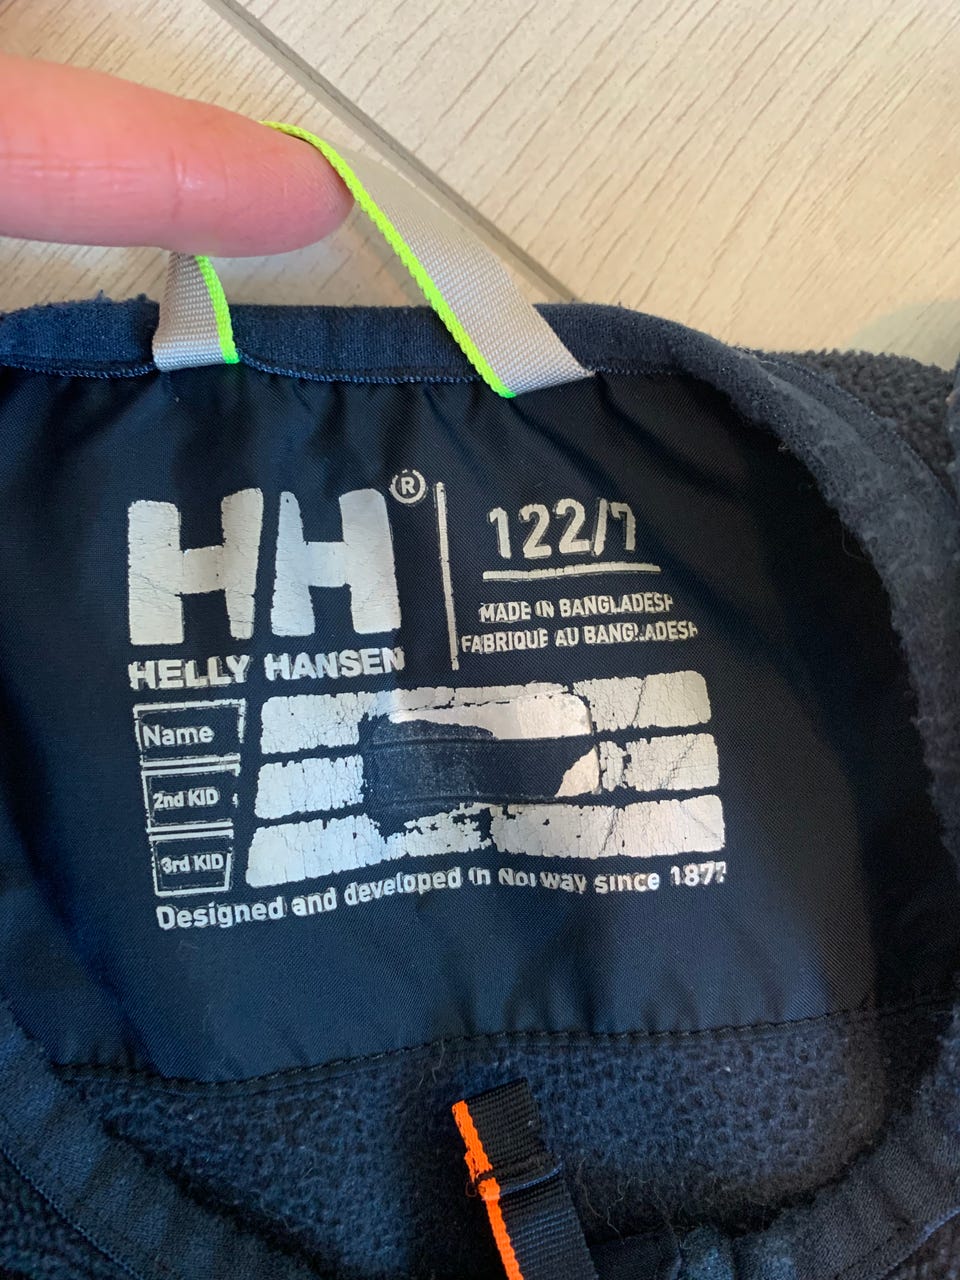 HH®
HELLY HANSEN
122/7
MADE IN BANGLADESH
FABRIQUE AU BANGLADESH
Name
2nd KID
3rd KID
Designed and developed in Norway since 1877